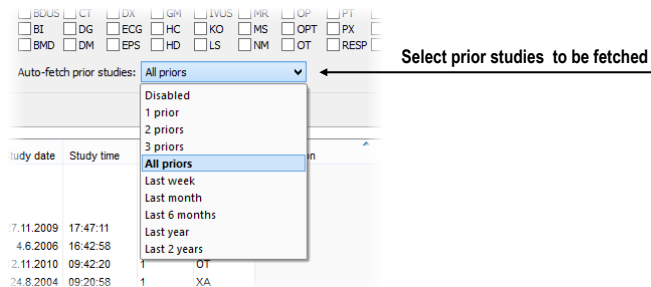 BDUS CT DX GM IVUS MR OP PT
BI DG ECG HC KO MS OPT PX
BMD DM EPS HD LS NM OT RESP
Select prior studies to be fetched
Auto-fetch prior studies: All priors
Disabled
1 prior
2 priors
3 priors
All priors
Last week
Last month
Last 6 months
Last year
Last 2 years
Study time
.11.2009 17:47:11
4.6.2006 16:42:58
2.11.2010 09:42:20 1 OT
24.8.2004 09:20:58 1 XA